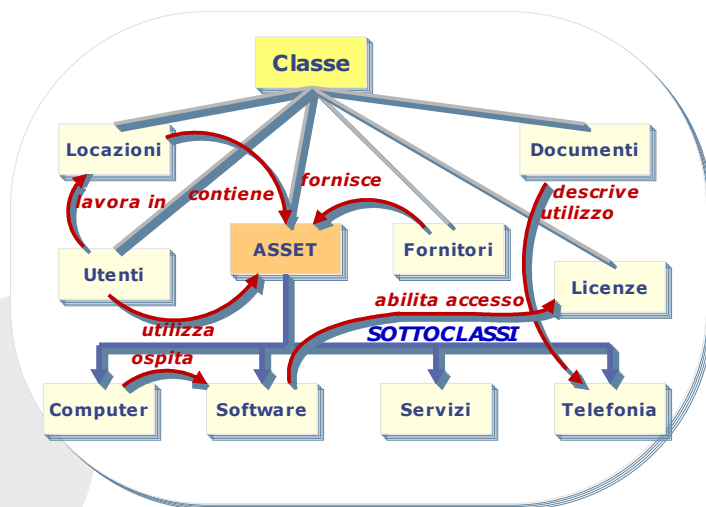 Classe
Locazioni
Documenti
lavora in
contiene
fornisce
descrive
utilizzo
ASSET
Fornitori
Utenti
Licenze
abilita accesso
utilizza
SOTTOCLASSI
ospita
Computer
Software
Servizi
Telefonia